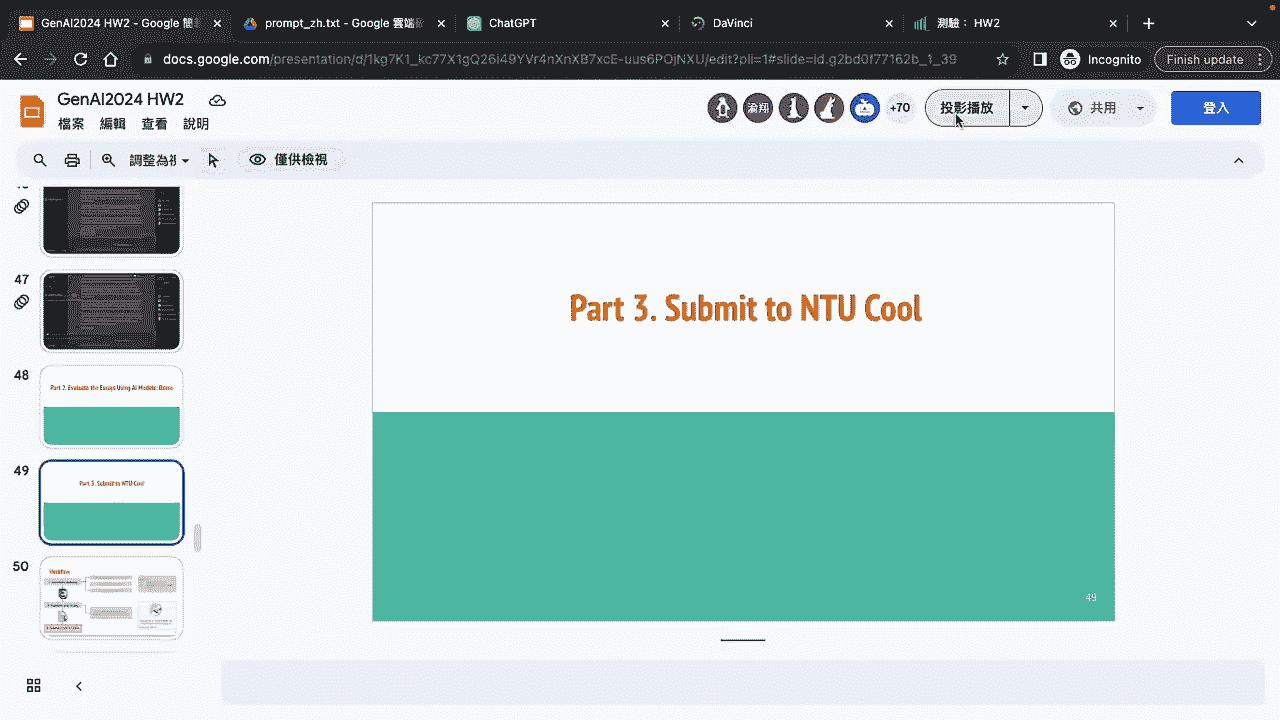 GenAI2024 HW2 - Google 簡
prompt_zh.txt - Google 雲端
ChatGPT
DaVinci
測驗： HW2
docs.google.com/presentation/d/1kg7K1_kc77X1gQ26i49YVr4nXnXB7xcE-uus6POjNXU/edit?pli=1#slide=id.g2bd0f77162b_1_39
Incognito
Finish update
GenAI2024 HW2
檔案 編輯 查看 說明
渝翔
+70
投影播放
共用
登入
調整為
僅供檢視
47
48
Part 2. Evaluate the Essays Using AI Models: Demo
49
Part 3. Submit to NTU Cool
50
Workflow
Part 3. Submit to NTU Cool
49